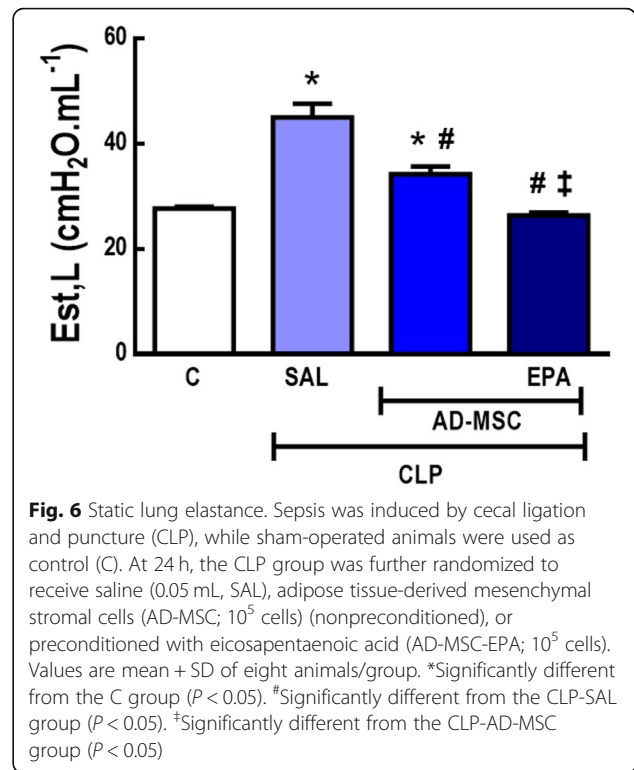 60
*
* #
40
# ‡
20
0
Est,L (cmH₂O.mL⁻¹)
C SAL EPA
AD-MSC
CLP
Fig. 6 Static lung elastance. Sepsis was induced by cecal ligation
and puncture (CLP), while sham-operated animals were used as
control (C). At 24 h, the CLP group was further randomized to
receive saline (0.05 mL, SAL), adipose tissue-derived mesenchymal
stromal cells (AD-MSC; 10⁵ cells) (nonpreconditioned), or
preconditioned with eicosapentaenoic acid (AD-MSC-EPA; 10⁵ cells).
Values are mean + SD of eight animals/group. *Significantly different
from the C group (P < 0.05). #Significantly different from the CLP-SAL
group (P < 0.05). ‡Significantly different from the CLP-AD-MSC
group (P < 0.05)